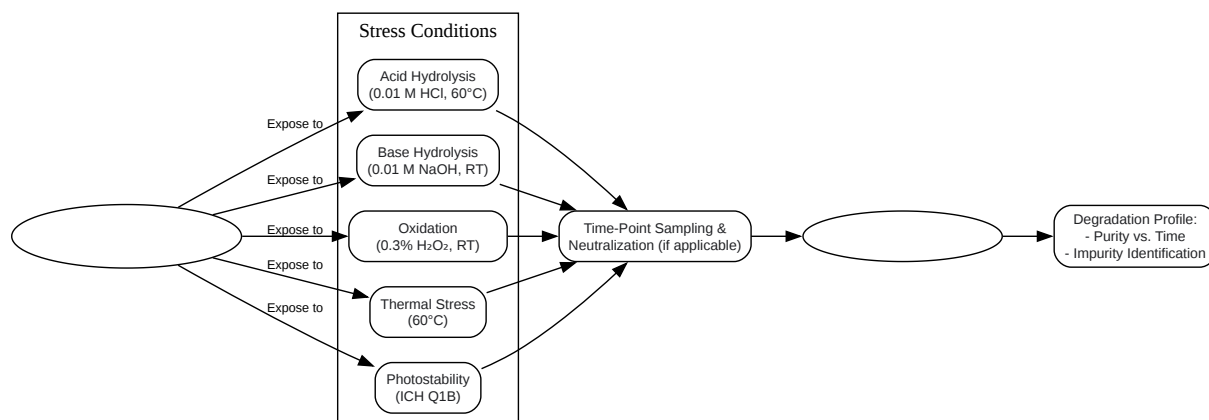 Stress Conditions
Acid Hydrolysis
(0.01 M HCl, 60°C)
Expose to
Base Hydrolysis
(0.01 M NaOH, RT)
Expose to
Oxidation
(0.3% H₂O₂, RT)
Expose to
Thermal Stress
(60°C)
Expose to
Photostability
(ICH Q1B)
Expose to
Time-Point Sampling &
Neutralization (if applicable)
Degradation Profile:
- Purity vs. Time
- Impurity Identification